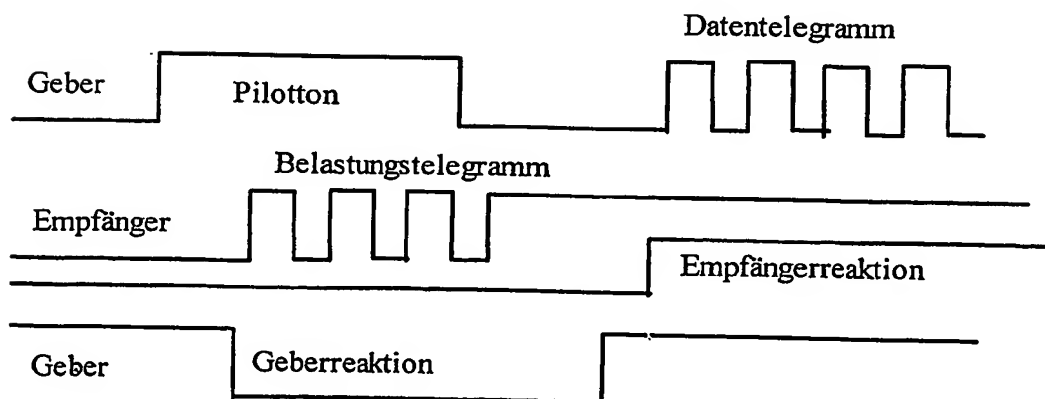 Datentelegramm
Geber
Pilotton
Belastungstelegramm
Empfänger
Empfängerreaktion
Geber
Geberreaktion